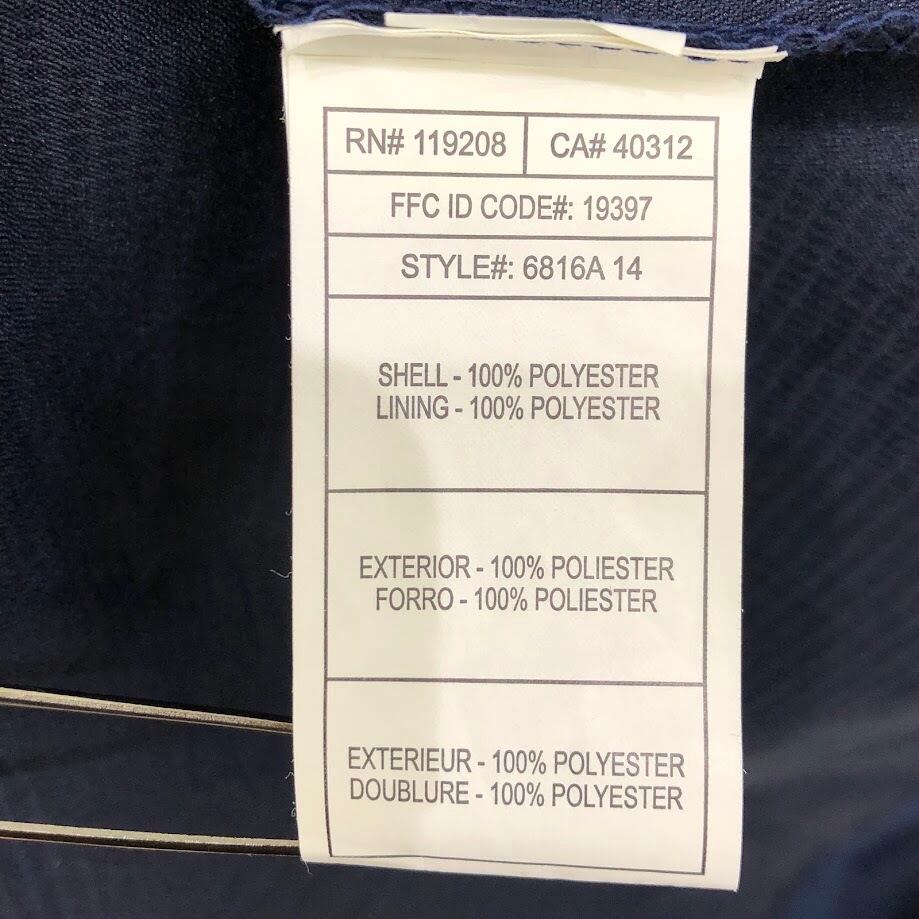 RN# 119208 CA# 40312
FFC ID CODE#: 19397
STYLE#: 6816A 14
SHELL - 100% POLYESTER
LINING - 100% POLYESTER
EXTERIOR - 100% POLIESTER
FORRO - 100% POLIESTER
EXTERIEUR - 100% POLYESTER
DOUBLURE - 100% POLYESTER